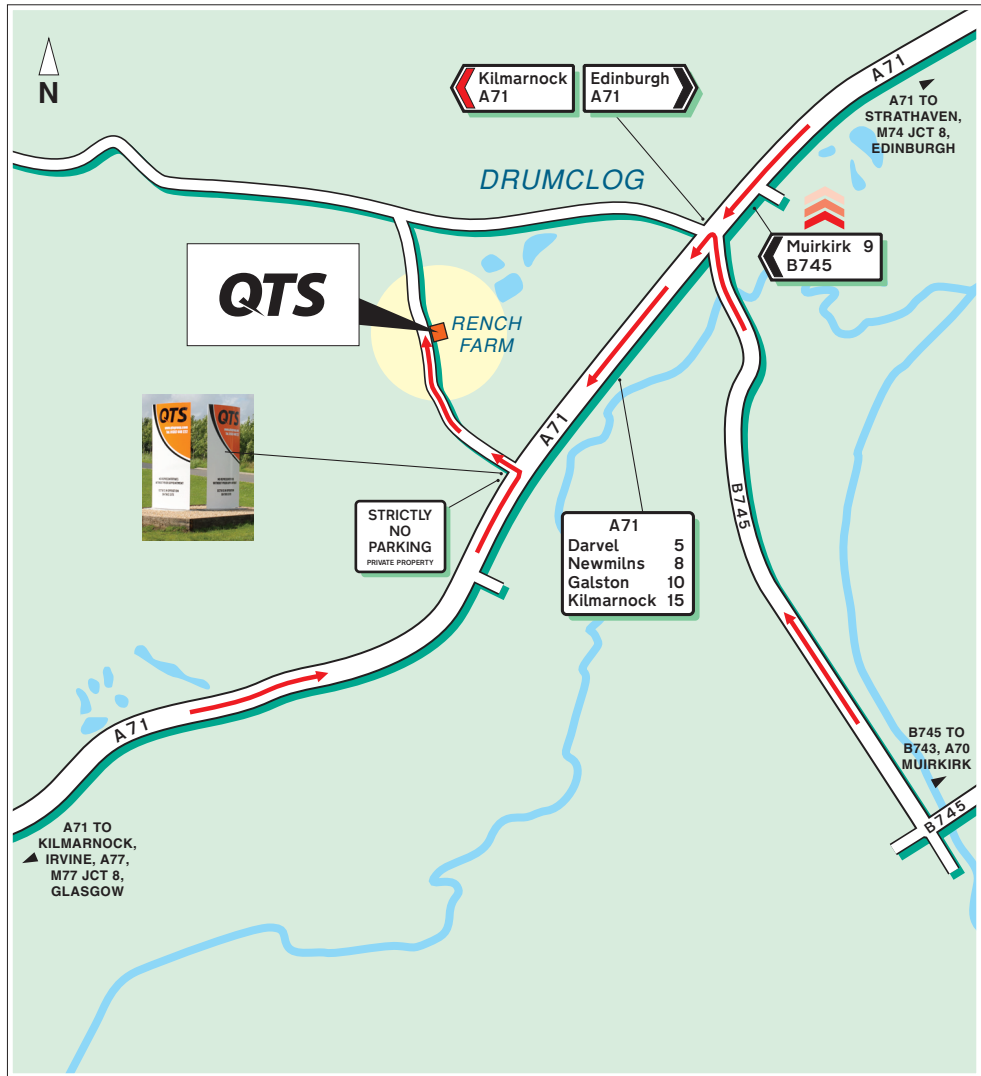 N
Kilmarnock
A71
Edinburgh
A71
A71
A71 TO
STRATHAVEN,
M74 JCT 8,
EDINBURGH
DRUMCLOG
Muirkirk 9
B745
QTS
RENCH
FARM
QTS
QTS
A71
STRICTLY
NO
PARKING
PRIVATE PROPERTY
A71
Darvel 5
Newmilns 8
Galston 10
Kilmarnock 15
B745
A71
B745 TO
B743, A70
MUIRKIRK
B745
A71 TO
KILMARNOCK,
IRVINE, A77,
M77 JCT 8,
GLASGOW